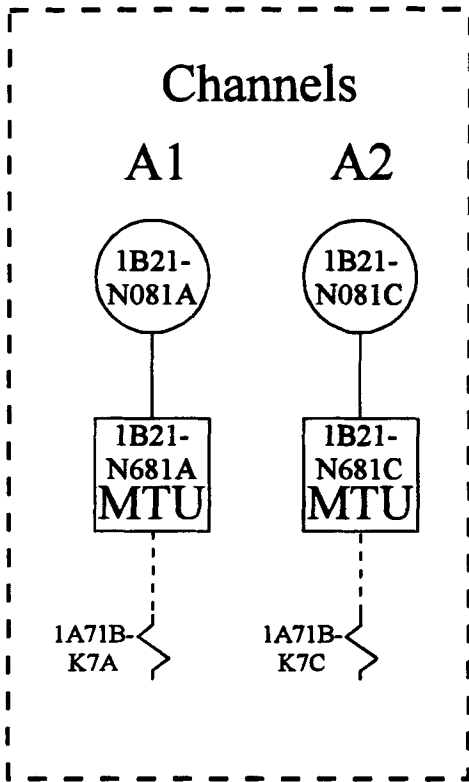 Channels
A1 A2
1B21-
N081A
1B21-
N081C
1B21-
N681A
MTU
1B21-
N681C
MTU
1A71B-
K7A
1A71B-
K7C